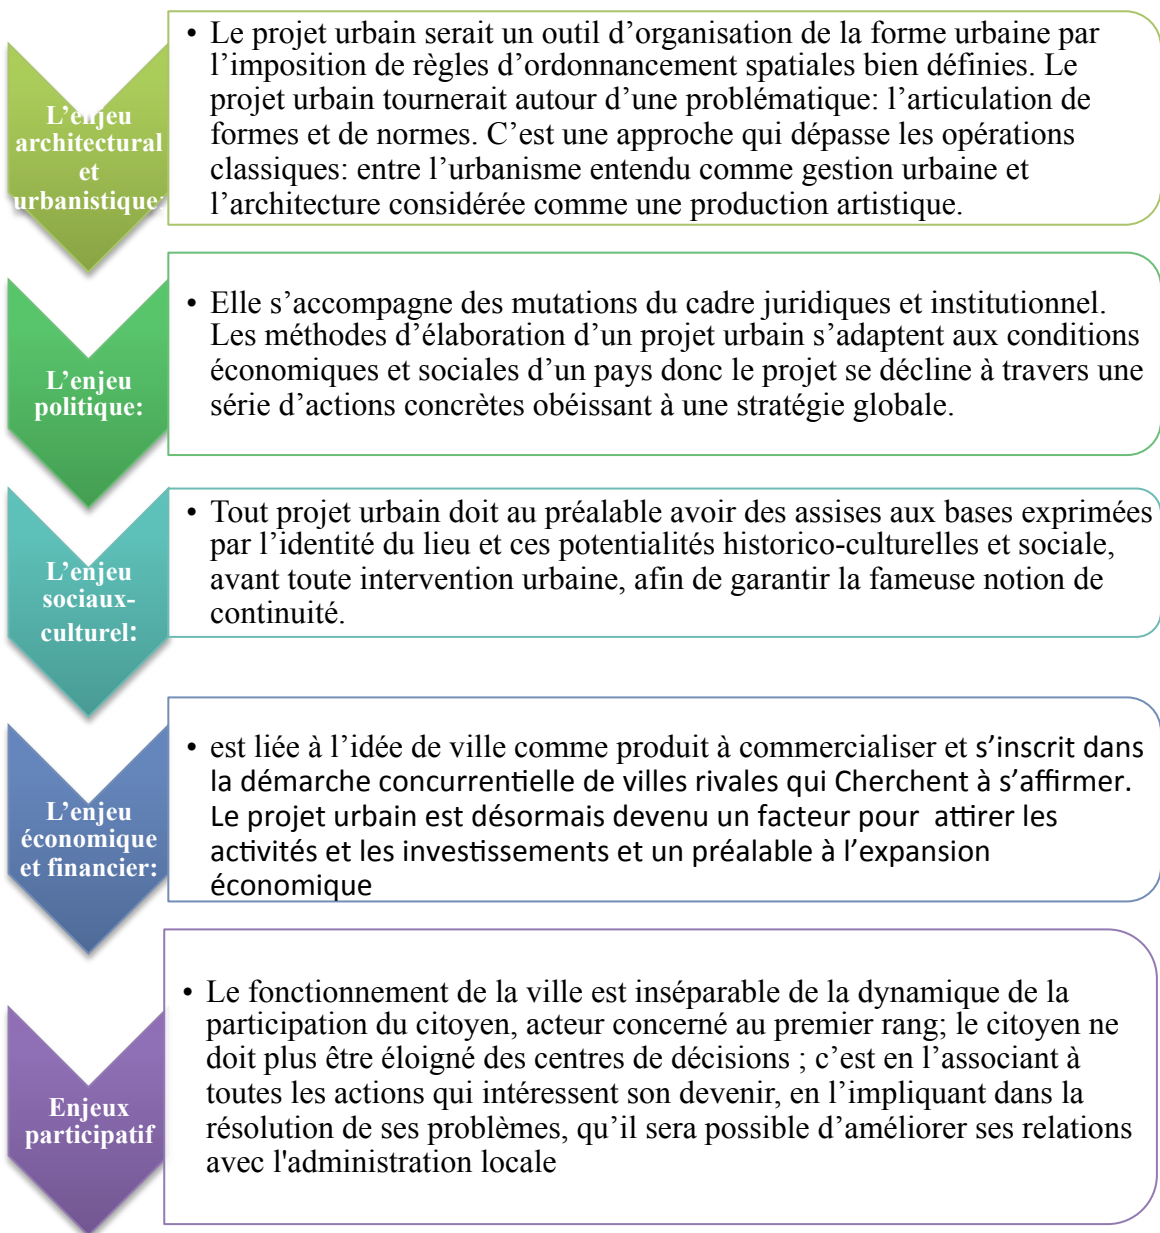 L’enjeu
architectural
et
urbanistique:
• Le projet urbain serait un outil d’organisation de la forme urbaine par
l’imposition de règles d’ordonnancement spatiales bien définies. Le
projet urbain tournerait autour d’une problématique: l’articulation de
formes et de normes. C’est une approche qui dépasse les opérations
classiques: entre l’urbanisme entendu comme gestion urbaine et
l’architecture considérée comme une production artistique.
L’enjeu
politique:
• Elle s’accompagne des mutations du cadre juridiques et institutionnel.
Les méthodes d’élaboration d’un projet urbain s’adaptent aux conditions
économiques et sociales d’un pays donc le projet se décline à travers une
série d’actions concrètes obéissant à une stratégie globale.
L’enjeu
sociaux-
culturel:
• Tout projet urbain doit au préalable avoir des assises aux bases exprimées
par l’identité du lieu et ces potentialités historico-culturelles et sociale,
avant toute intervention urbaine, afin de garantir la fameuse notion de
continuité.
L’enjeu
économique
et financier:
• est liée à l’idée de ville comme produit à commercialiser et s’inscrit dans
la démarche concurrentielle de villes rivales qui Cherchent à s’affirmer.
Le projet urbain est désormais devenu un facteur pour attirer les
activités et les investissements et un préalable à l’expansion
économique
Enjeux
participatif
• Le fonctionnement de la ville est inséparable de la dynamique de la
participation du citoyen, acteur concerné au premier rang; le citoyen ne
doit plus être éloigné des centres de décisions ; c’est en l’associant à
toutes les actions qui intéressent son devenir, en l’impliquant dans la
résolution de ses problèmes, qu’il sera possible d’améliorer ses relations
avec l'administration locale